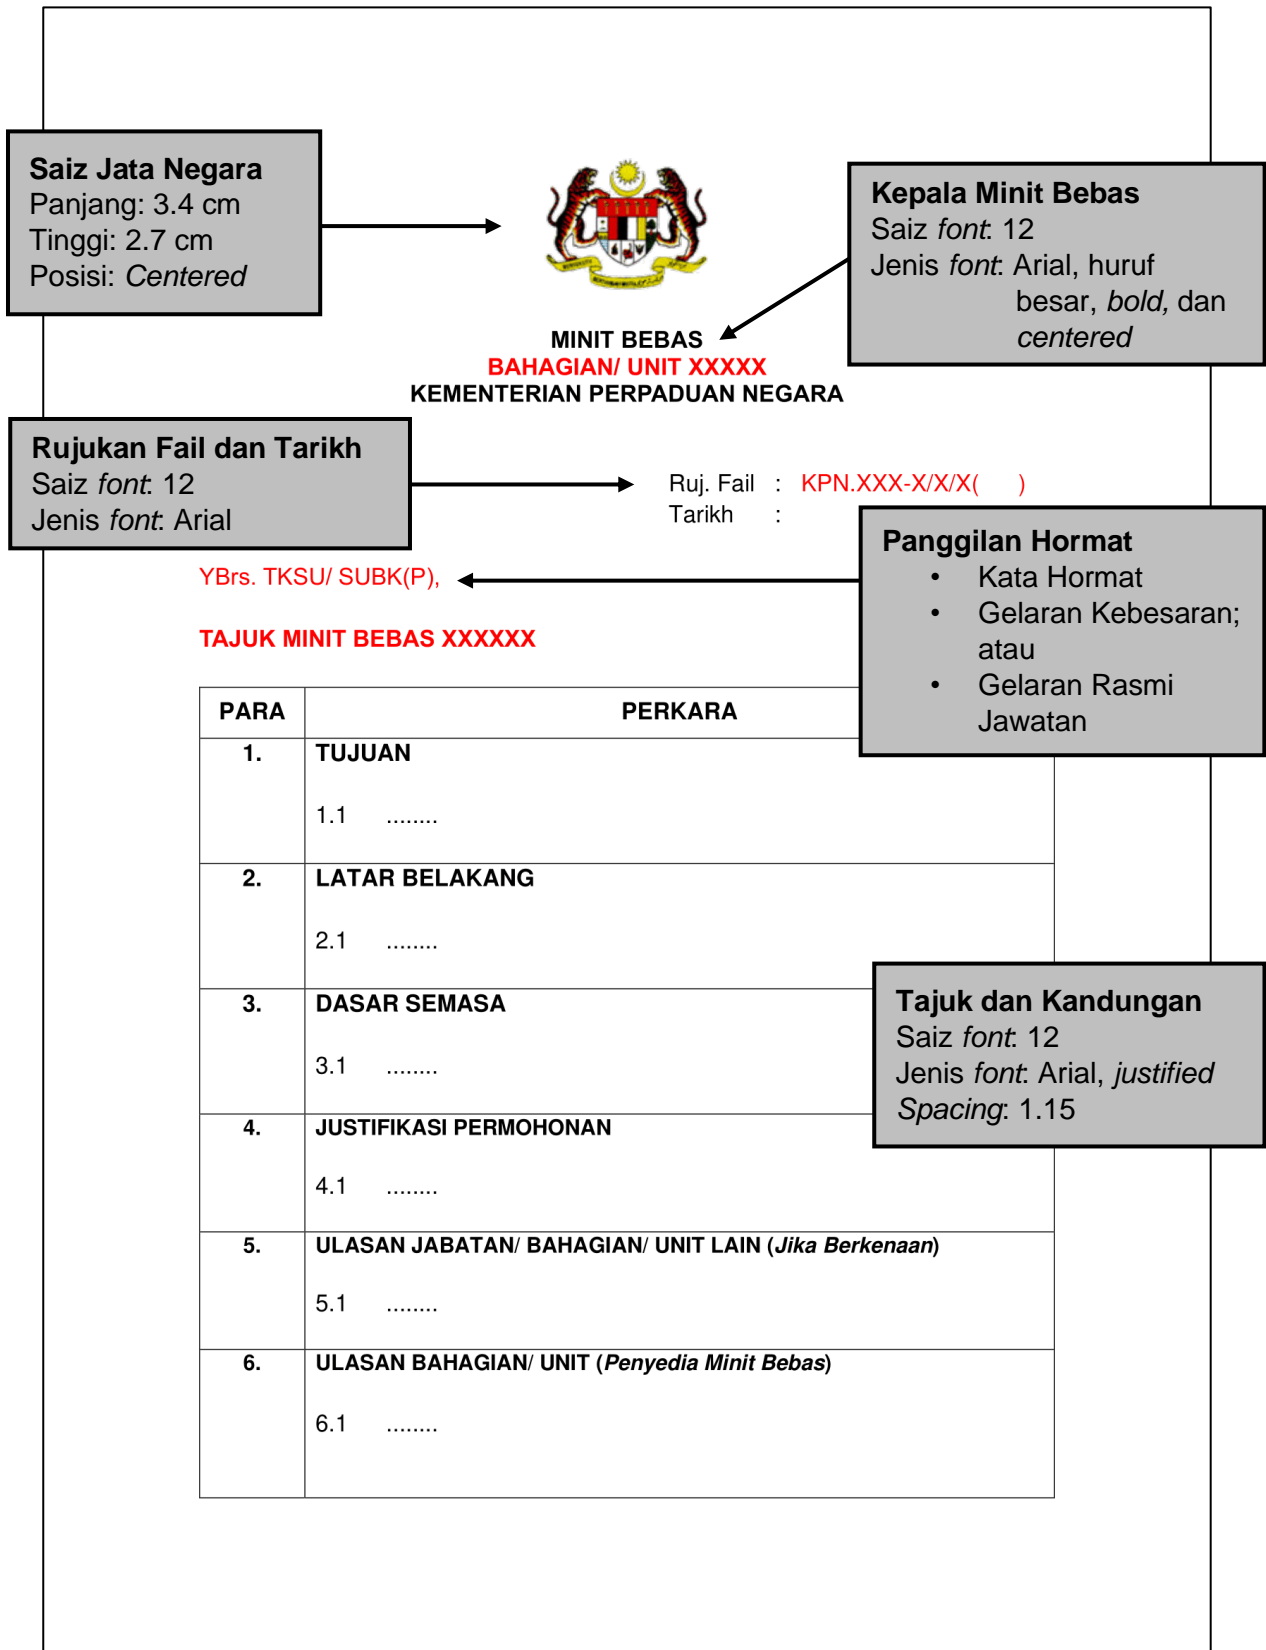 Saiz Jata Negara
Panjang: 3.4 cm
Tinggi: 2.7 cm
Posisi: Centered
Kepala Minit Bebas
Saiz font: 12
Jenis font: Arial, huruf
besar, bold, dan
centered
MINIT BEBAS
BAHAGIAN/ UNIT XXXXX
KEMENTERIAN PERPADUAN NEGARA
Rujukan Fail dan Tarikh
Saiz font: 12
Jenis font: Arial
Ruj. Fail : KPN.XXX-X/X/X( )
Tarikh :
Panggilan Hormat
• Kata Hormat
• Gelaran Kebesaran;
atau
• Gelaran Rasmi
Jawatan
YBrs. TKSU/ SUBK(P),
TAJUK MINIT BEBAS XXXXXX
PARA PERKARA
1. TUJUAN
1.1 ........
2. LATAR BELAKANG
2.1 ........
3. DASAR SEMASA
3.1 ........
Tajuk dan Kandungan
Saiz font: 12
Jenis font: Arial, justified
Spacing: 1.15
4. JUSTIFIKASI PERMOHONAN
4.1 ........
5. ULASAN JABATAN/ BAHAGIAN/ UNIT LAIN (Jika Berkenaan)
5.1 ........
6. ULASAN BAHAGIAN/ UNIT (Penyedia Minit Bebas)
6.1 ........